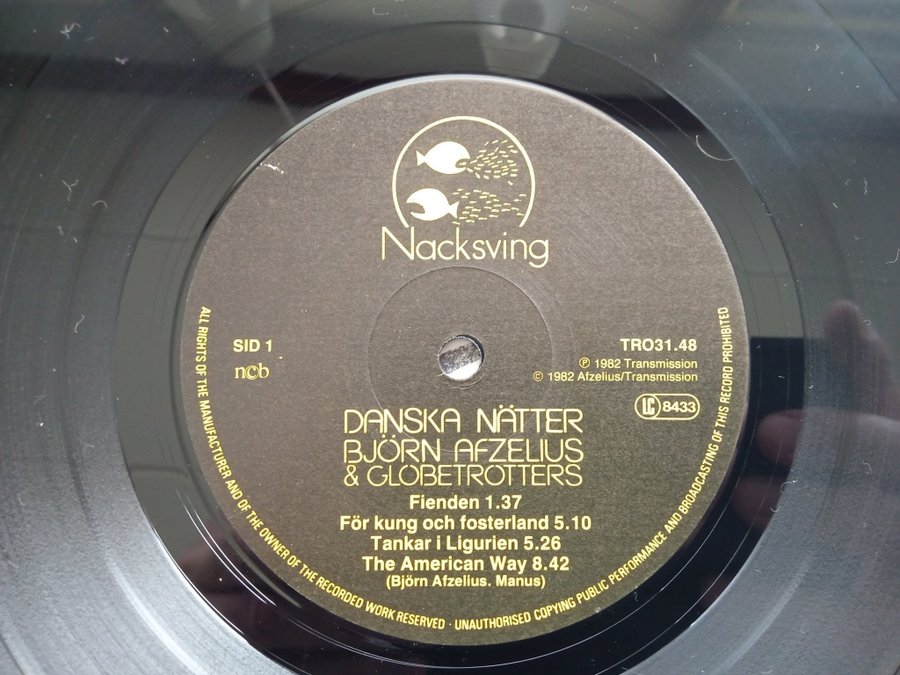 Nacksving
SID 1
ncb
TRO31.48
℗ 1982 Transmission
© 1982 Afzelius/Transmission
LC 8433
DANSKA NÄTTER
BJÖRN AFZELIUS
& GLOBETROTTERS
Fienden 1.37
För kung och fosterland 5.10
Tankar i Ligurien 5.26
The American Way 8.42
(Björn Afzelius. Manus)
ALL RIGHTS OF THE MANUFACTURER AND OF THE OWNER OF THE RECORDED WORK RESERVED · UNAUTHORISED COPYING PUBLIC PERFORMANCE AND BROADCASTING OF THIS RECORD PROHIBITED